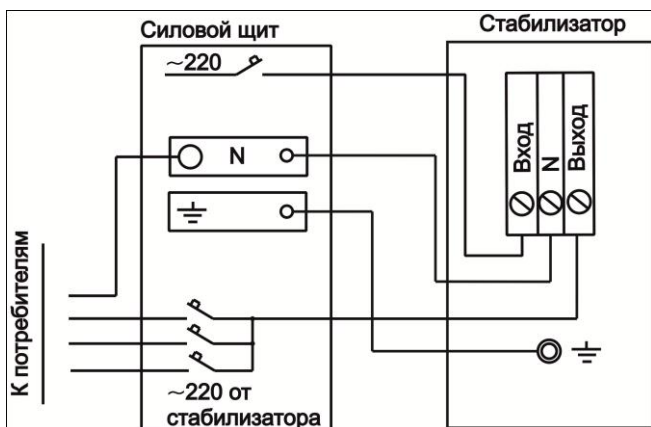 Силовой щит
Стабилизатор
~220
Вход
N
Выход
N
К потребителям
~220 от
стабилизатора